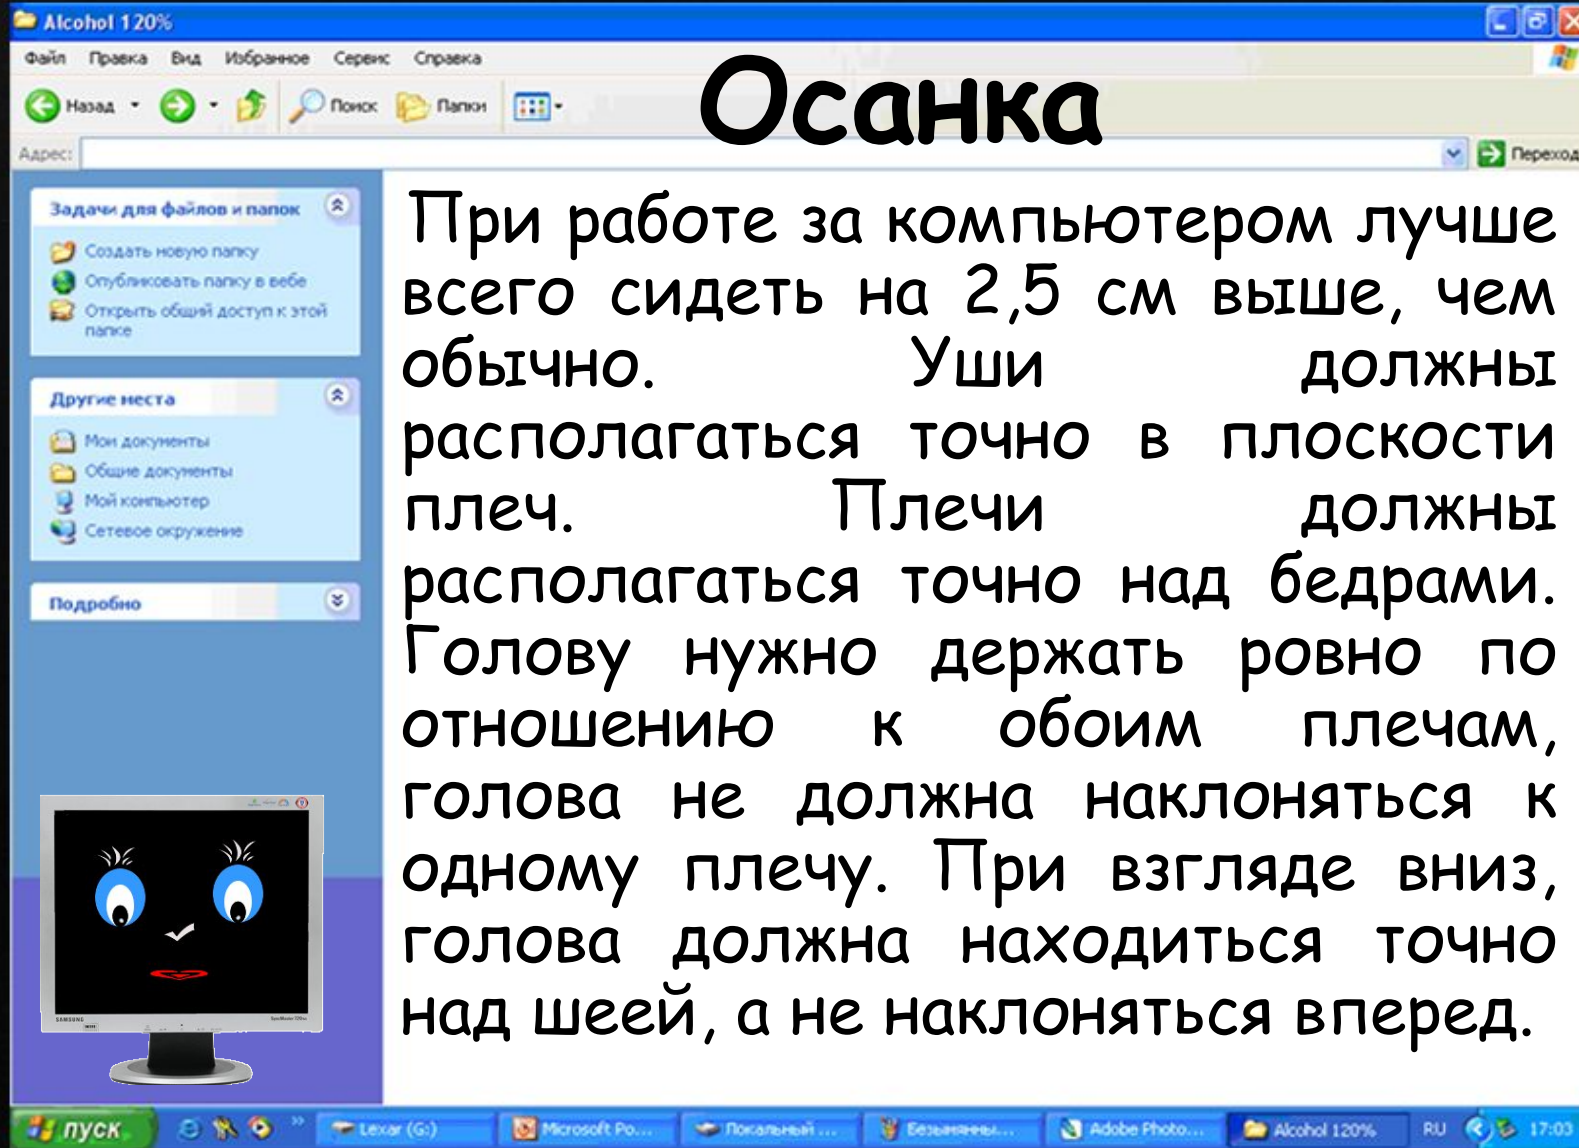 Alcohol 120%
Файл Правка Вид Избранное Сервис Справка
Осанка
Назад Поиск Папки
Адрес: Переход
Задачи для файлов и папок
Создать новую папку
Опубликовать папку в вебе
Открыть общий доступ к этой
папке
Другие места
Мои документы
Общие документы
Мой компьютер
Сетевое окружение
Подробно
При работе за компьютером лучше
всего сидеть на 2,5 см выше, чем
обычно. Уши должны
располагаться точно в плоскости
плеч. Плечи должны
располагаться точно над бедрами.
Голову нужно держать ровно по
отношению к обоим плечам,
голова не должна наклоняться к
одному плечу. При взгляде вниз,
голова должна находиться точно
над шеей, а не наклоняться вперед.
SAMSUNG
пуск Lexar (G:) Microsoft Po... Локальный ... Безымянны... Adobe Photo... Alcohol 120% RU 17:03